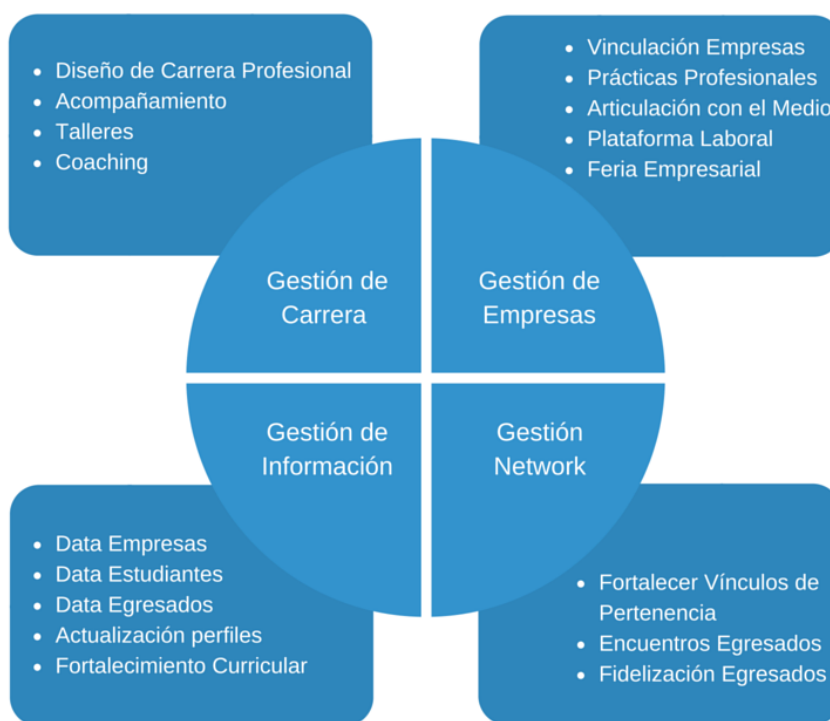 • Diseño de Carrera Profesional
• Acompañamiento
• Talleres
• Coaching
• Vinculación Empresas
• Prácticas Profesionales
• Articulación con el Medio
• Plataforma Laboral
• Feria Empresarial
Gestión de
Carrera
Gestión de
Empresas
Gestión de
Información
Gestión
Network
• Data Empresas
• Data Estudiantes
• Data Egresados
• Actualización perfiles
• Fortalecimiento Curricular
• Fortalecer Vínculos de
Pertenencia
• Encuentros Egresados
• Fidelización Egresados